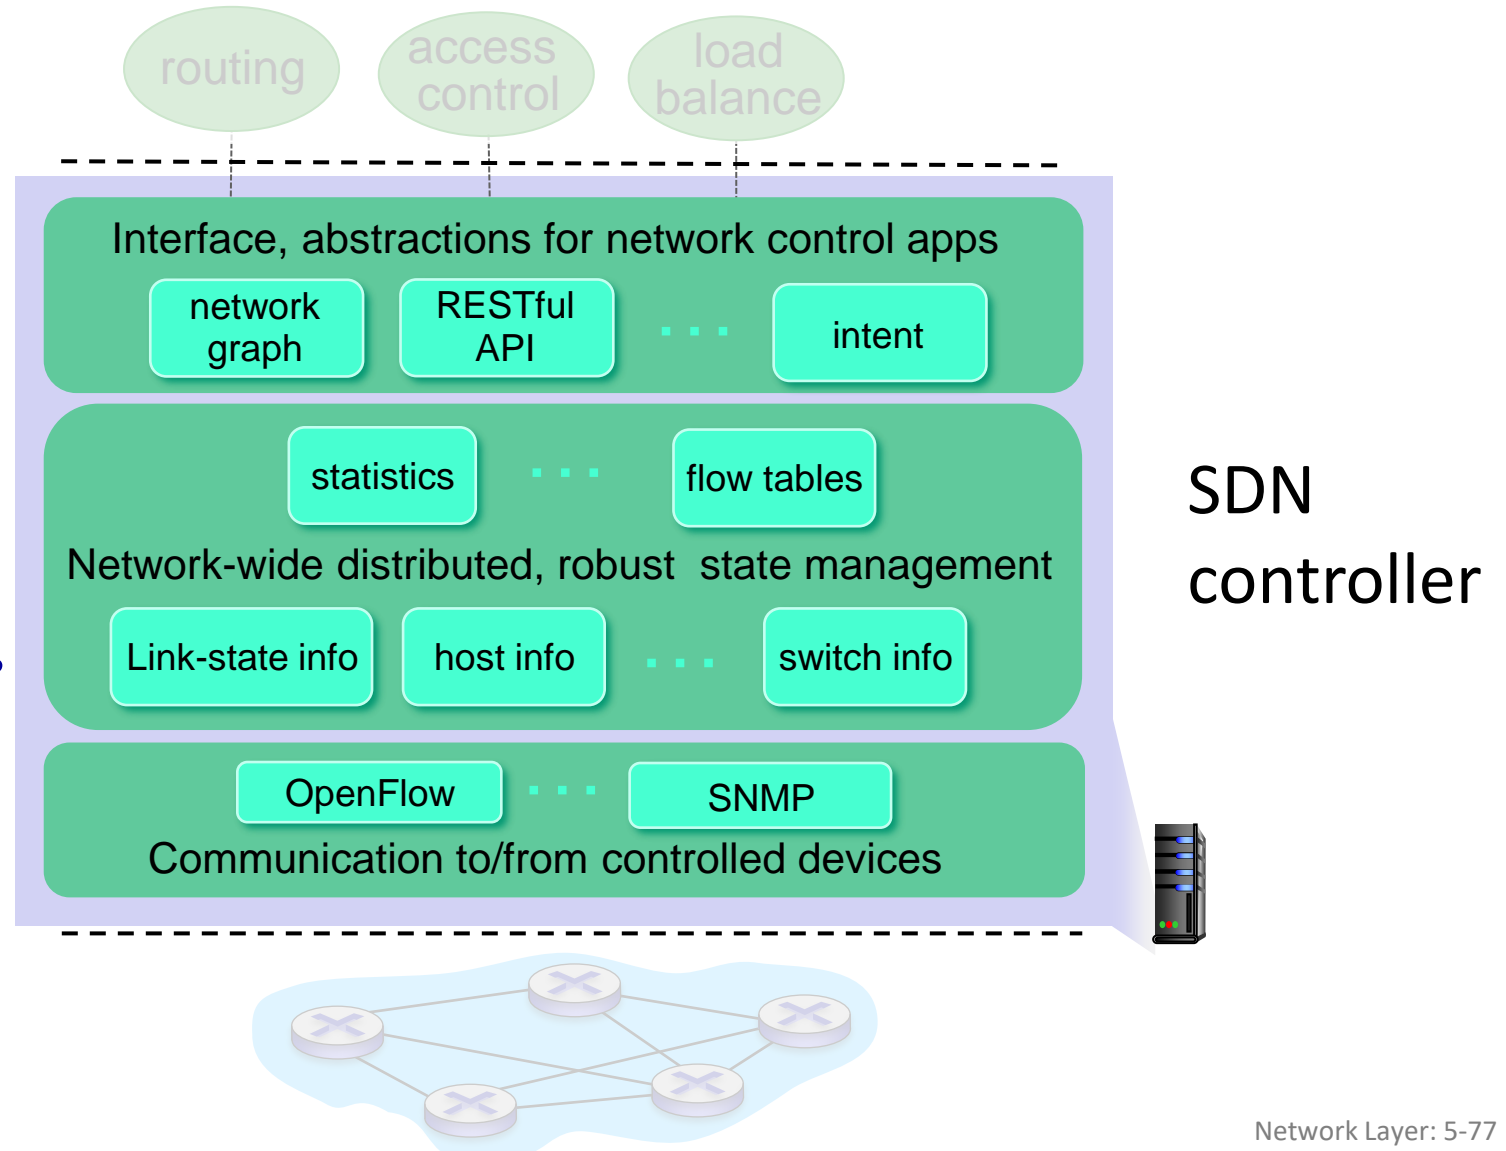 routing
access
control
load
balance
Interface, abstractions for network control apps
network
graph
RESTful
API
. . .
intent
statistics
. . .
flow tables
Network-wide distributed, robust  state management
Link-state info
host info
. . .
switch info
OpenFlow
. . .
SNMP
Communication to/from controlled devices
SDN
controller
Network Layer: 5-77